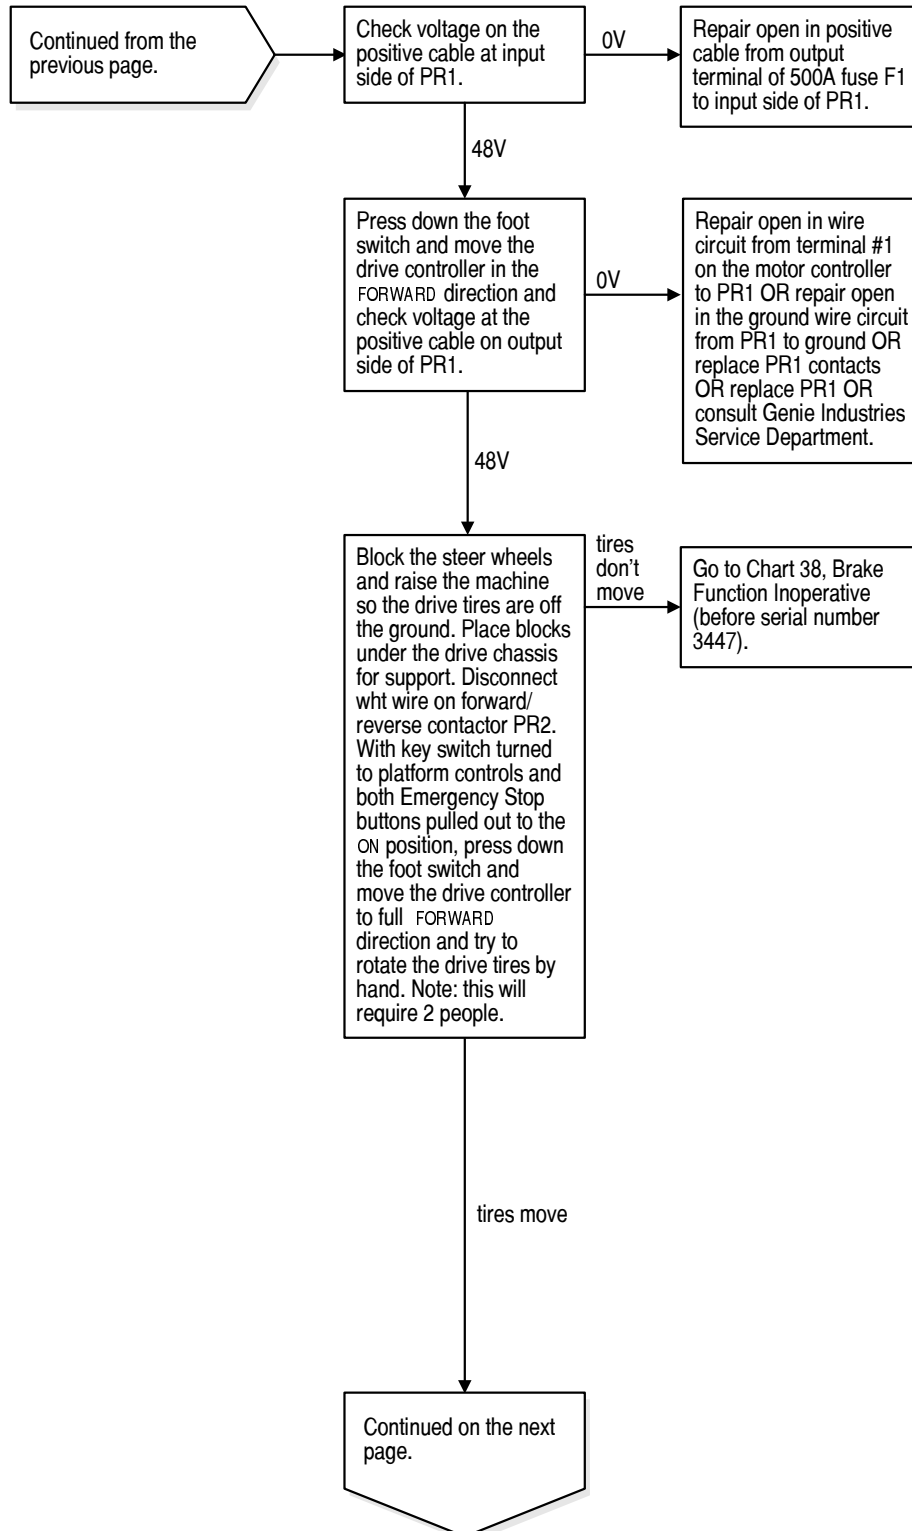 Continued from the
previous page.
Check voltage on the
positive cable at input
side of PR1.
0V
Repair open in positive
cable from output
terminal of 500A fuse F1
to input side of PR1.
48V
Press down the foot
switch and move the
drive controller in the
FORWARD direction and
check voltage at the
positive cable on output
side of PR1.
0V
Repair open in wire
circuit from terminal #1
on the motor controller
to PR1 OR repair open
in the ground wire circuit
from PR1 to ground OR
replace PR1 contacts
OR replace PR1 OR
consult Genie Industries
Service Department.
48V
Block the steer wheels
and raise the machine
so the drive tires are off
the ground. Place blocks
under the drive chassis
for support. Disconnect
wht wire on forward/
reverse contactor PR2.
With key switch turned
to platform controls and
both Emergency Stop
buttons pulled out to the
ON position, press down
the foot switch and
move the drive controller
to full FORWARD
direction and try to
rotate the drive tires by
hand. Note: this will
require 2 people.
tires
don't
move
Go to Chart 38, Brake
Function Inoperative
(before serial number
3447).
tires move
Continued on the next
page.